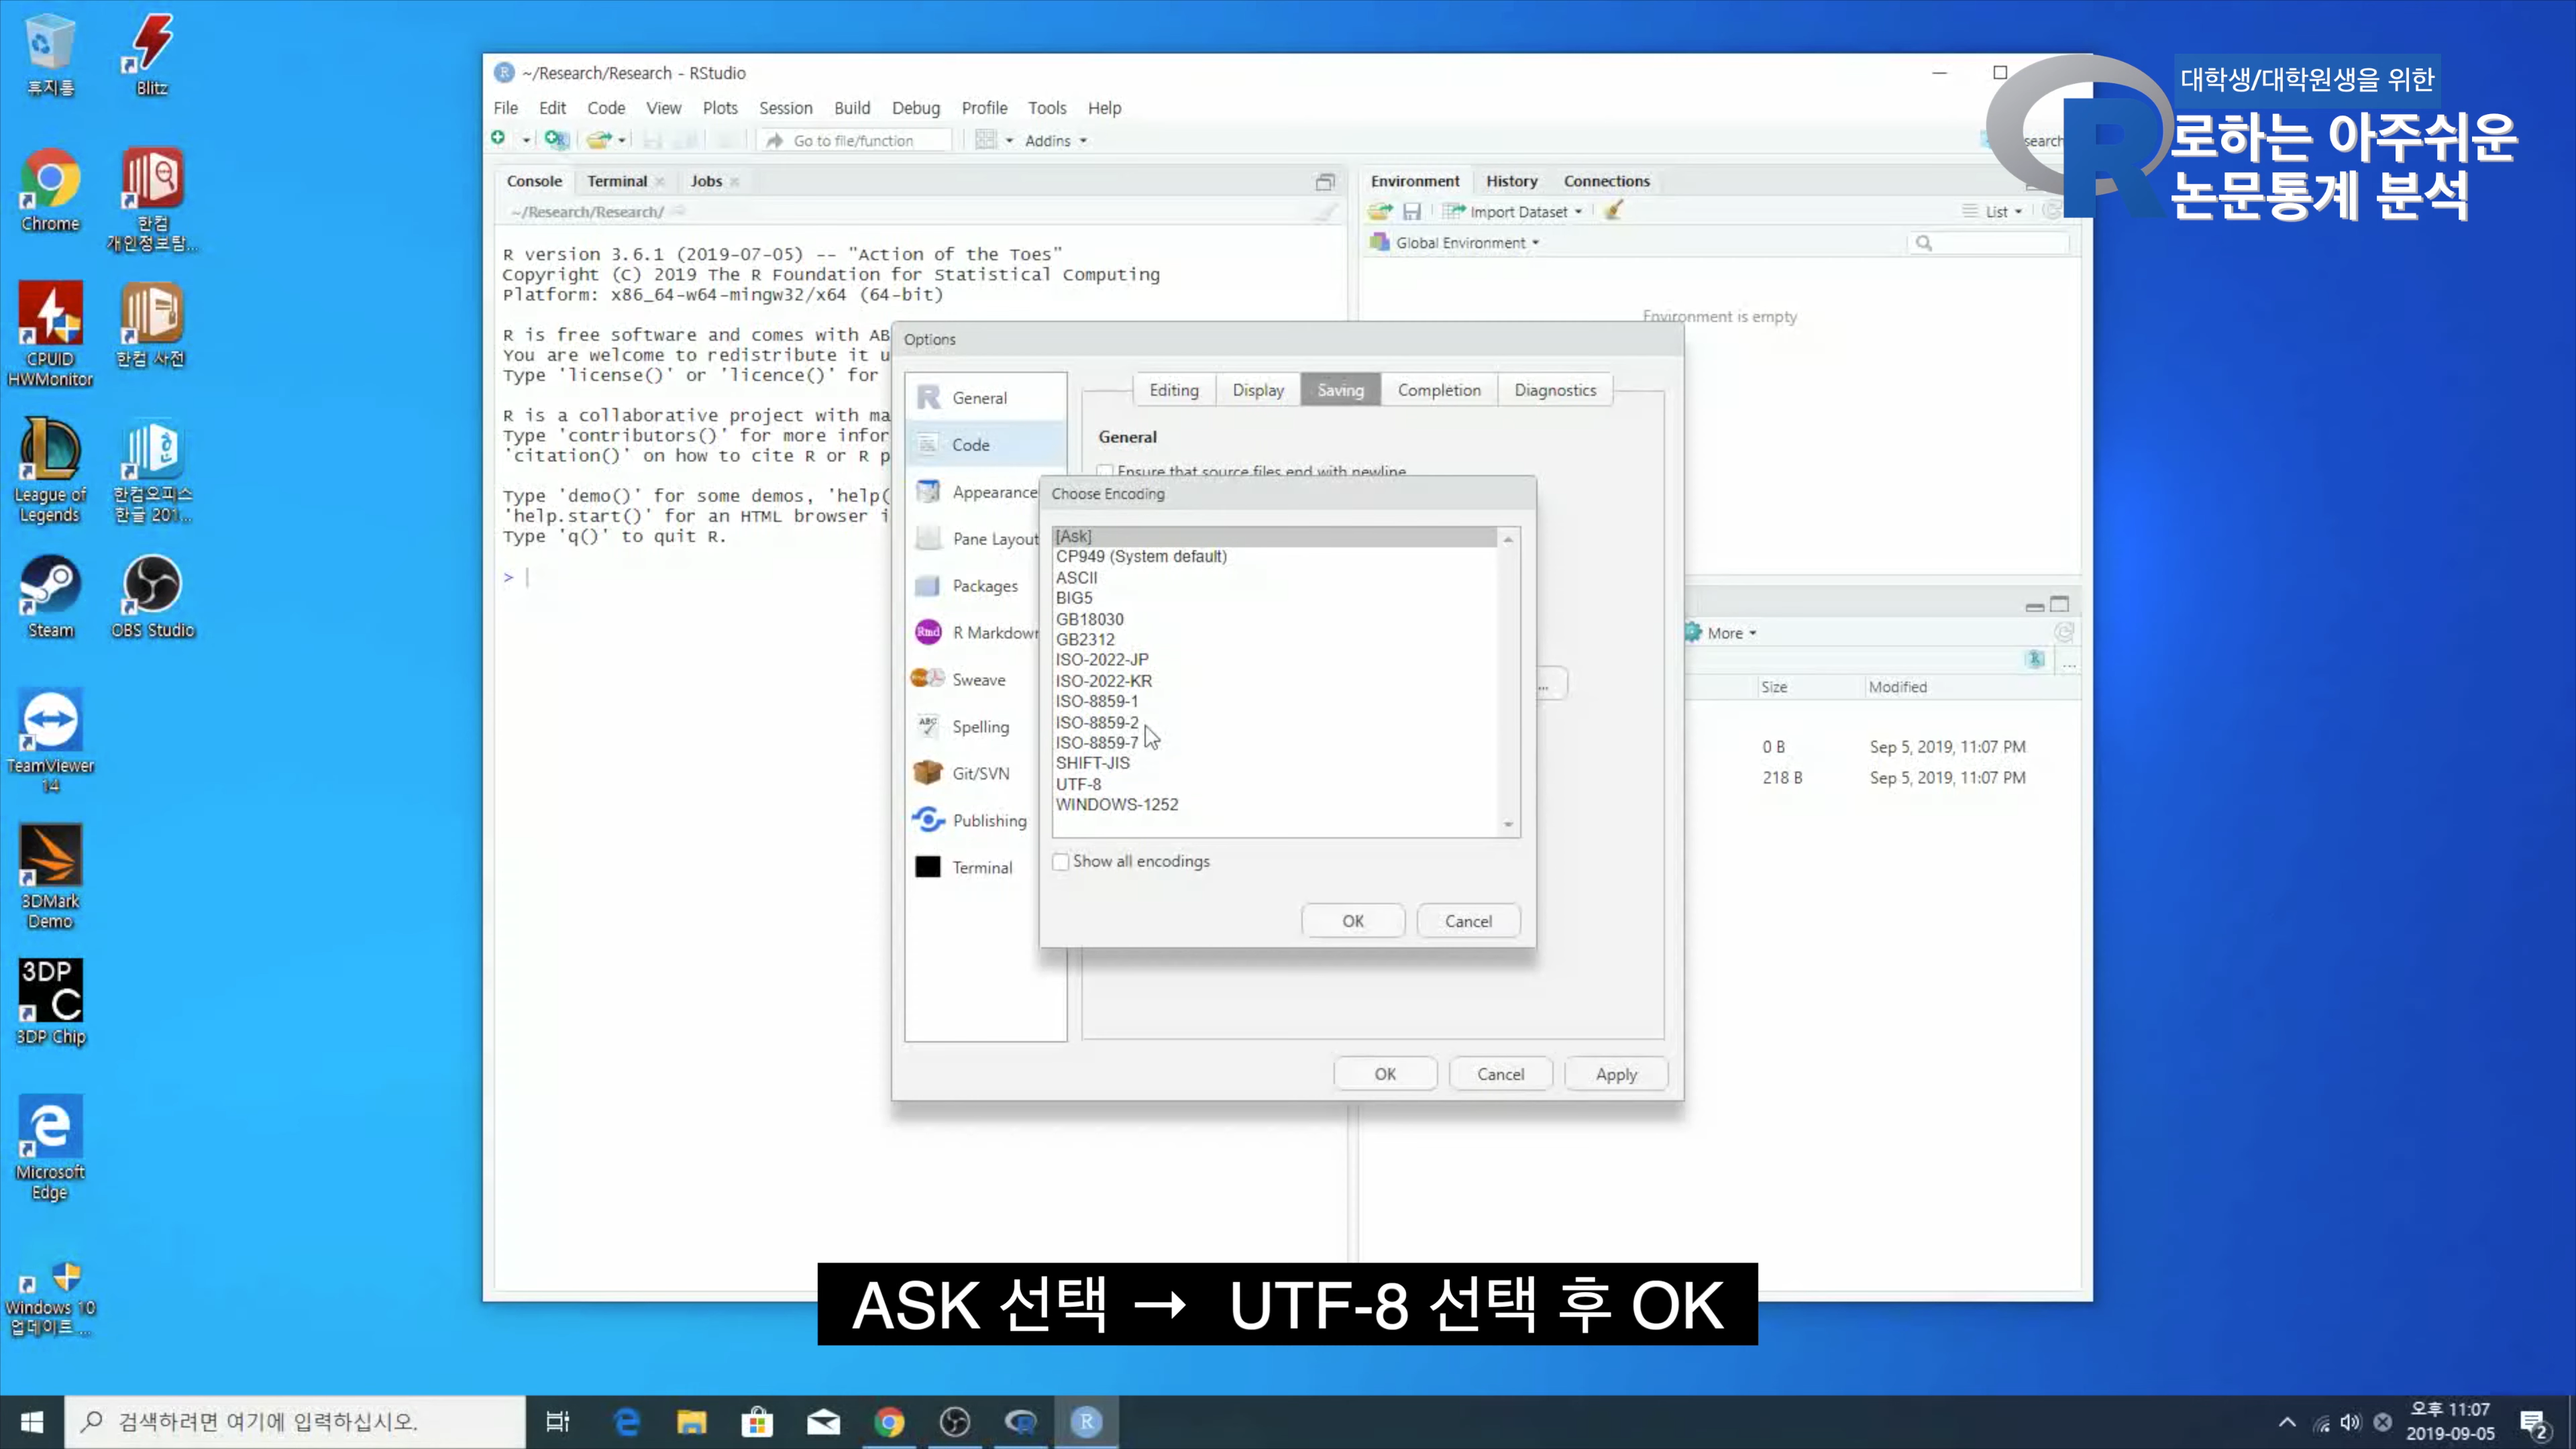 휴지통
Blitz
Chrome
한컴
개인정보탐...
CPUID
HWMonitor
한컴 사전
League of
Legends
한컴오피스
한글 201...
Steam
OBS Studio
TeamViewer
14
3DMark
Demo
3DP
C
3DP Chip
Microsoft
Edge
Windows 10
업데이트 ...
~/Research/Research - RStudio
File Edit Code View Plots Session Build Debug Profile Tools Help
Go to file/function
Addins
search
대학생/대학원생을 위한
R로하는 아주쉬운
논문통계 분석
Console Terminal Jobs
~/Research/Research/
R version 3.6.1 (2019-07-05) -- "Action of the Toes"
Copyright (C) 2019 The R Foundation for Statistical Computing
Platform: x86_64-w64-mingw32/x64 (64-bit)
R is free software and comes with AB
You are welcome to redistribute it u
Type 'license()' or 'licence()' for
R is a collaborative project with ma
Type 'contributors()' for more infor
'citation()' on how to cite R or R p
Type 'demo()' for some demos, 'help(
'help.start()' for an HTML browser i
Type 'q()' to quit R.
>
Environment History Connections
Import Dataset
List
Global Environment
Environment is empty
More
Size Modified
0 B Sep 5, 2019, 11:07 PM
218 B Sep 5, 2019, 11:07 PM
Options
General
Code
Appearance
Pane Layout
Packages
Rmd
R Markdown
Sweave
ABC
Spelling
Git/SVN
Publishing
Terminal
Editing Display Saving Completion Diagnostics
General
Ensure that source files end with newline
...
Choose Encoding
[Ask]
CP949 (System default)
ASCII
BIG5
GB18030
GB2312
ISO-2022-JP
ISO-2022-KR
ISO-8859-1
ISO-8859-2
ISO-8859-7
SHIFT-JIS
UTF-8
WINDOWS-1252
Show all encodings
OK Cancel
OK Cancel Apply
ASK 선택 → UTF-8 선택 후 OK
검색하려면 여기에 입력하십시오.
오후 11:07
2019-09-05
2